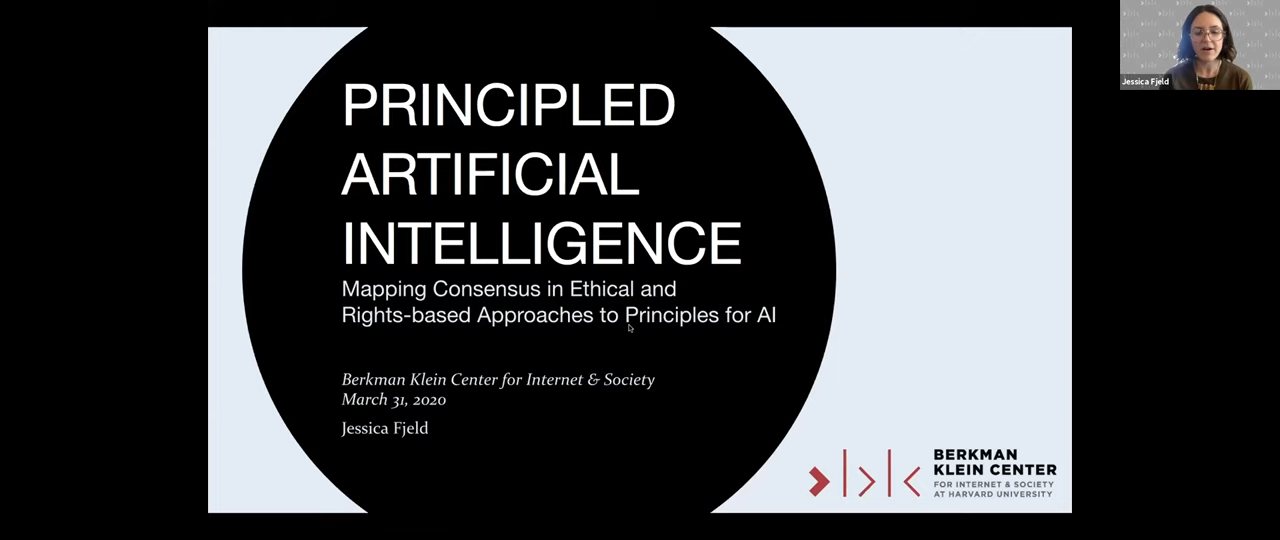 PRINCIPLED
ARTIFICIAL
INTELLIGENCE
Mapping Consensus in Ethical and
Rights-based Approaches to Principles for AI
Berkman Klein Center for Internet & Society
March 31, 2020
Jessica Fjeld
BERKMAN
KLEIN CENTER
FOR INTERNET & SOCIETY
AT HARVARD UNIVERSITY
Jessica Fjeld